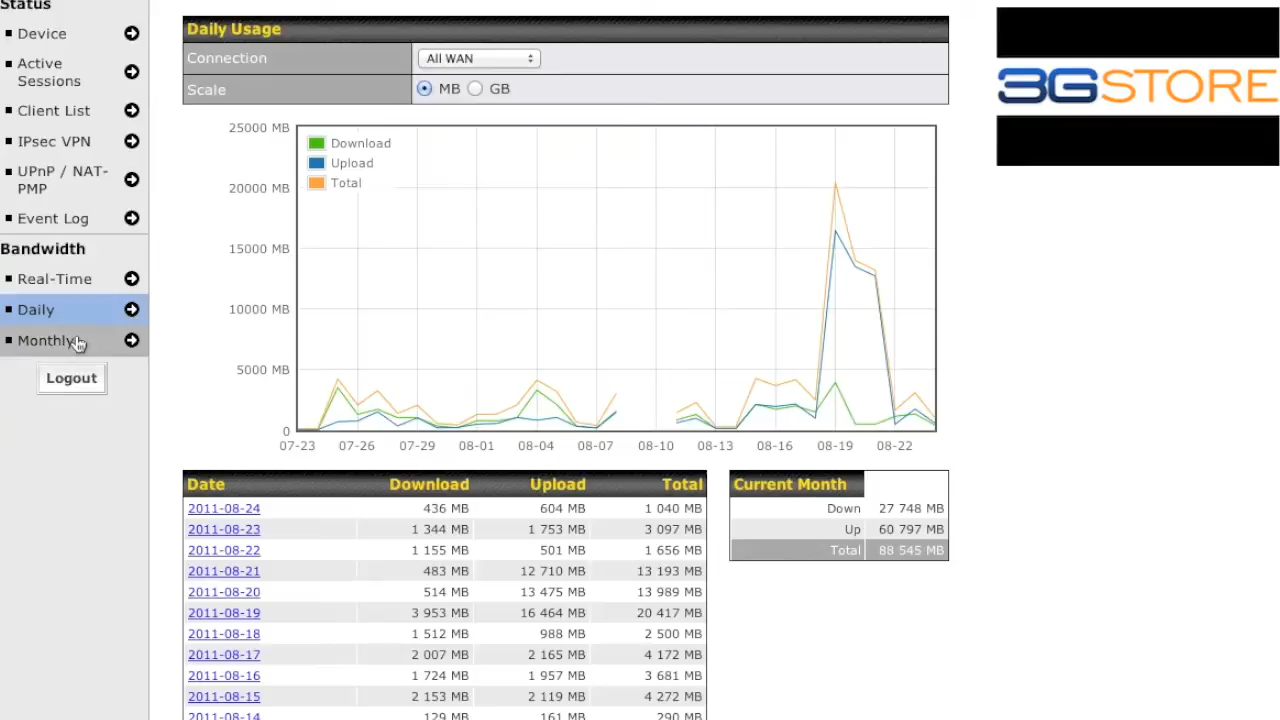 Status
Device
Active
Sessions
Client List
IPsec VPN
UPnP / NAT-
PMP
Event Log
Bandwidth
Real-Time
Daily
Monthly
Logout
Daily Usage
Connection All WAN
Scale MB GB
25000 MB
20000 MB
15000 MB
10000 MB
5000 MB
0
Download
Upload
Total
07-23 07-26 07-29 08-01 08-04 08-07 08-10 08-13 08-16 08-19 08-22
Date Download Upload Total
2011-08-24 436 MB 604 MB 1 040 MB
2011-08-23 1 344 MB 1 753 MB 3 097 MB
2011-08-22 1 155 MB 501 MB 1 656 MB
2011-08-21 483 MB 12 710 MB 13 193 MB
2011-08-20 514 MB 13 475 MB 13 989 MB
2011-08-19 3 953 MB 16 464 MB 20 417 MB
2011-08-18 1 512 MB 988 MB 2 500 MB
2011-08-17 2 007 MB 2 165 MB 4 172 MB
2011-08-16 1 724 MB 1 957 MB 3 681 MB
2011-08-15 2 153 MB 2 119 MB 4 272 MB
2011-08-14 129 MB 161 MB 290 MB
Current Month
Down 27 748 MB
Up 60 797 MB
Total 88 545 MB
3GSTORE